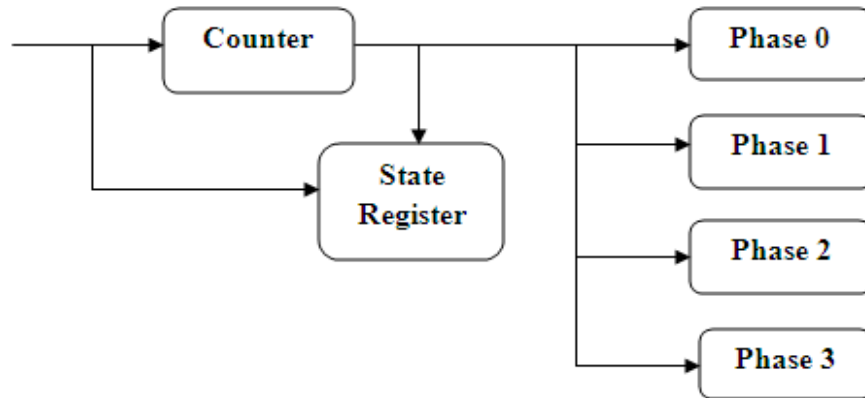 Counter
Phase 0
Phase 1
State
Register
Phase 2
Phase 3